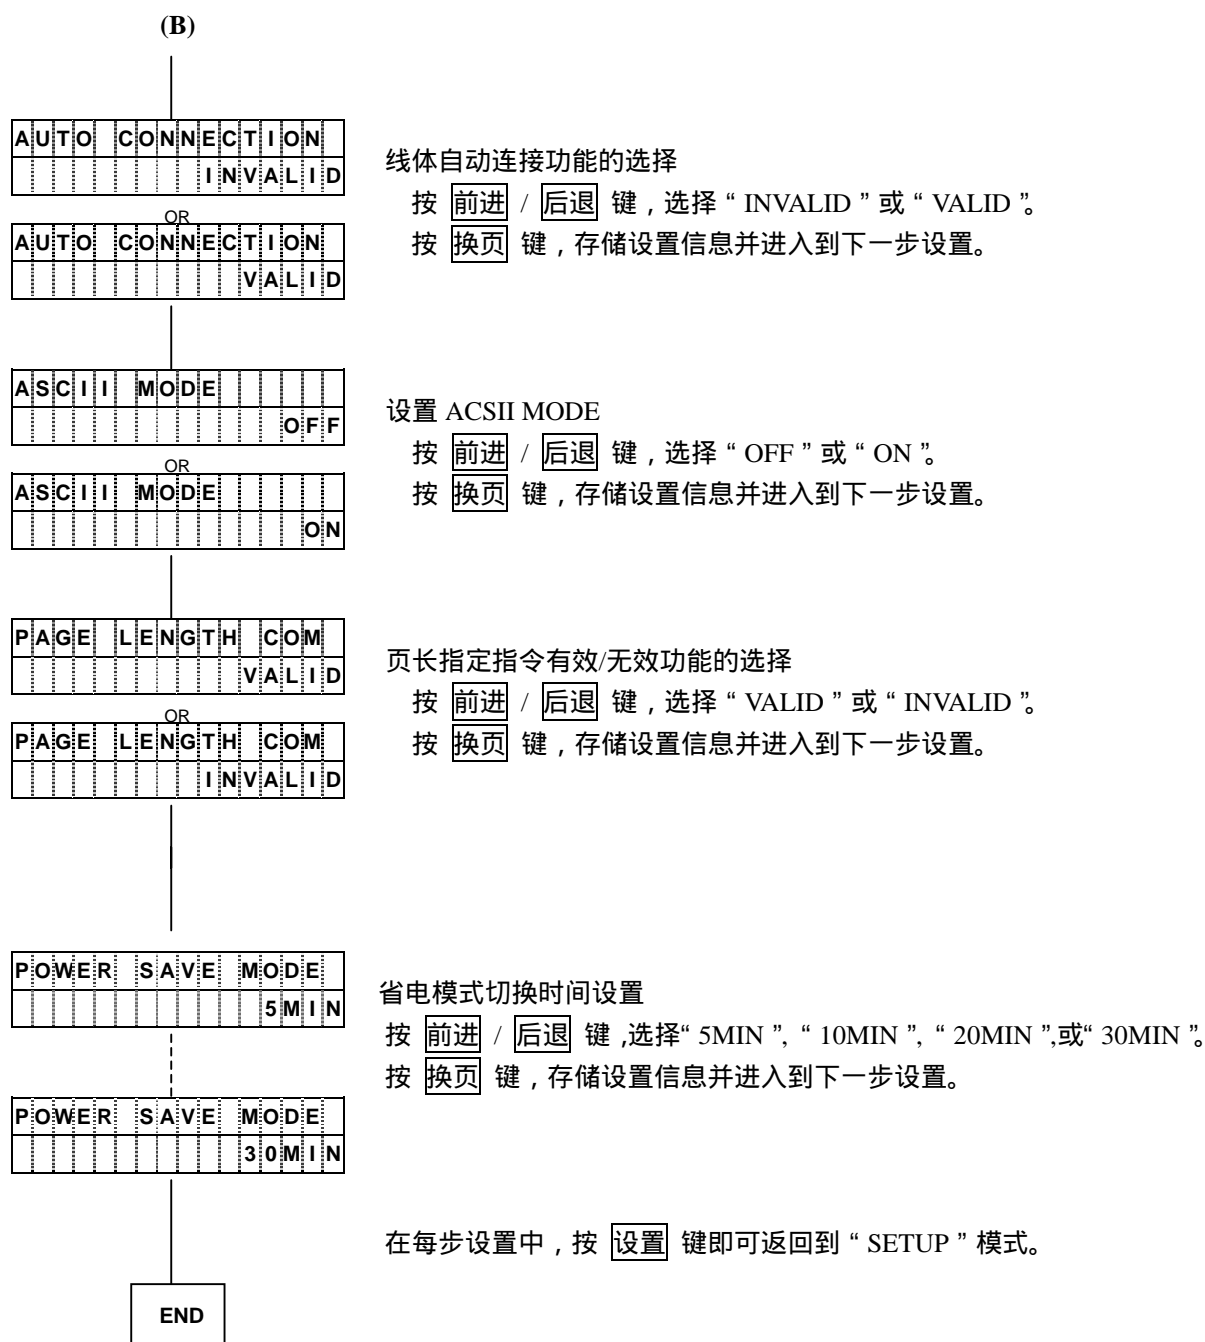 (B)
AUTO CONNECTION
INVALID
OR
AUTO CONNECTION
VALID
线体自动连接功能的选择
按 前进 / 后退 键，选择“ INVALID ”或“ VALID ”。
按 换页 键，存储设置信息并进入到下一步设置。
ASCII MODE
OFF
OR
ASCII MODE
ON
设置 ACSII MODE
按 前进 / 后退 键，选择“ OFF ”或“ ON ”。
按 换页 键，存储设置信息并进入到下一步设置。
PAGE LENGTH COM
VALID
OR
PAGE LENGTH COM
INVALID
页长指定指令有效/无效功能的选择
按 前进 / 后退 键，选择“ VALID ”或“ INVALID ”。
按 换页 键，存储设置信息并进入到下一步设置。
POWER SAVE MODE
5MIN
POWER SAVE MODE
30MIN
省电模式切换时间设置
按 前进 / 后退 键 ,选择“ 5MIN ”, “ 10MIN ”, “ 20MIN ”,或“ 30MIN ”。
按 换页 键，存储设置信息并进入到下一步设置。
在每步设置中，按 设置 键即可返回到“ SETUP ”模式。
END